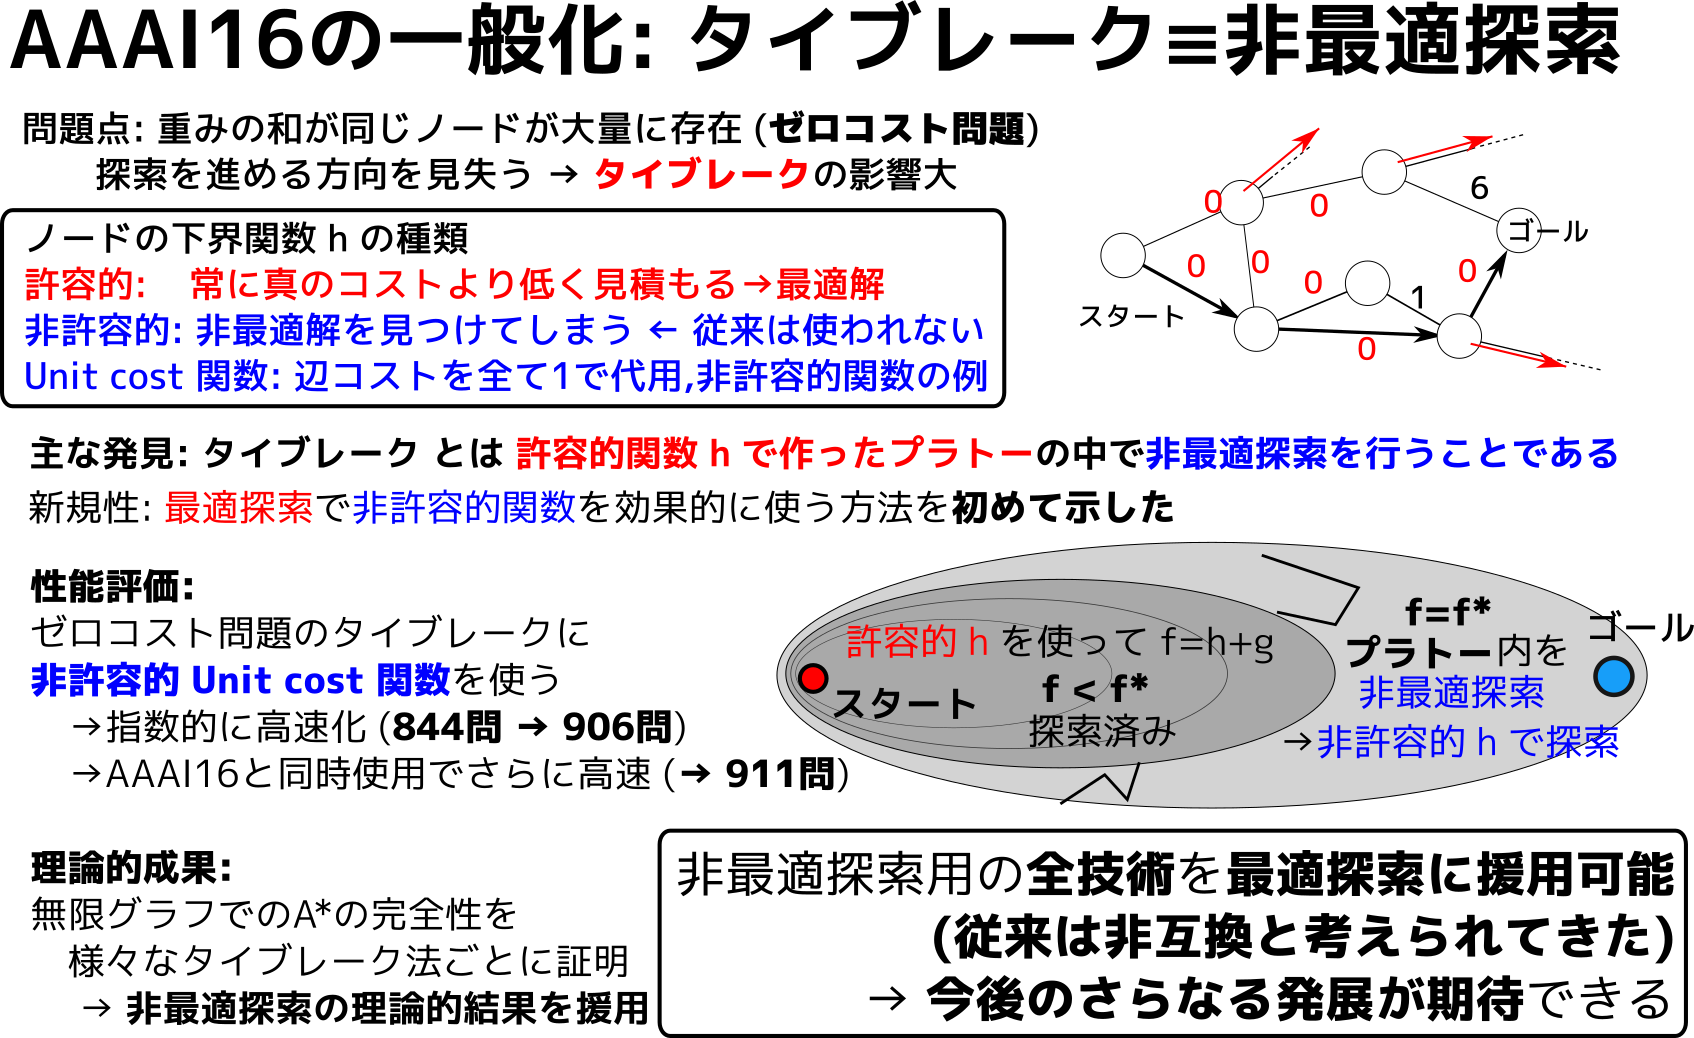 AAAI16の一般化: タイブレーク≡非最適探索
問題点: 重みの和が同じノードが大量に存在 (ゼロコスト問題)
探索を進める方向を見失う → タイブレークの影響大
ノードの下界関数 h の種類
許容的: 常に真のコストより低く見積もる→最適解
非許容的: 非最適解を見つけてしまう ← 従来は使われない
Unit cost 関数: 辺コストを全て1で代用,非許容的関数の例
0
0
6
ゴール
0
0
0
0
1
スタート
0
主な発見: タイブレーク とは 許容的関数 h で作ったプラトーの中で非最適探索を行うことである
新規性: 最適探索で非許容的関数を効果的に使う方法を初めて示した
性能評価:
ゼロコスト問題のタイブレークに
非許容的 Unit cost 関数を使う
→指数的に高速化 (844問 → 906問)
→AAAI16と同時使用でさらに高速 (→ 911問)
許容的 h を使って f=h+g
スタート
f < f*
探索済み
f=f*
プラトー内を
非最適探索
→非許容的 h で探索
ゴール
理論的成果:
無限グラフでのA*の完全性を
様々なタイブレーク法ごとに証明
→ 非最適探索の理論的結果を援用
非最適探索用の全技術を最適探索に援用可能
(従来は非互換と考えられてきた)
→ 今後のさらなる発展が期待できる